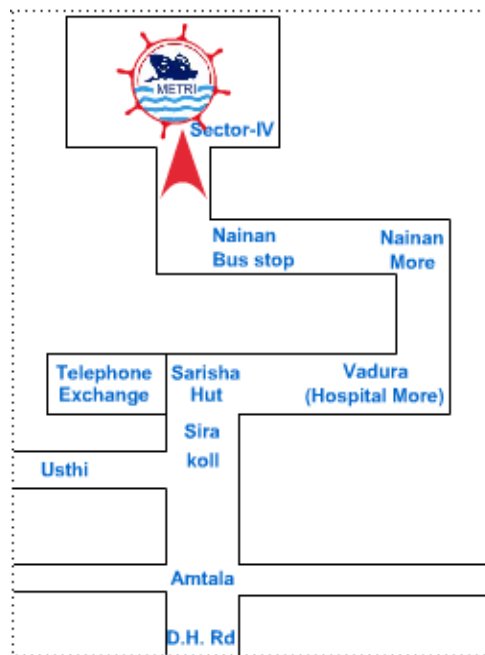 METRI
Sector-IV
Nainan
Bus stop
Nainan
More
Telephone
Exchange
Sarisha
Hut
Vadura
(Hospital More)
Sira
koll
Usthi
Amtala
D.H. Rd